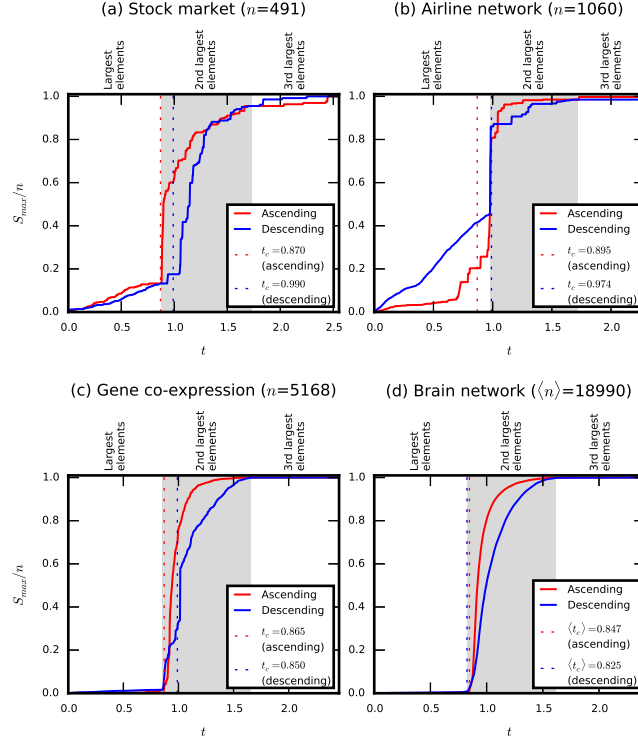 (a) Stock market (n=491)
Largest
elements
2nd largest
elements
3rd largest
elements
1.0
0.8
0.6
0.4
0.2
0.0
S_max/n
Ascending
Descending
t_c=0.870
(ascending)
t_c=0.990
(descending)
0.0 0.5 1.0 1.5 2.0 2.5
t
(b) Airline network (n=1060)
Largest
elements
2nd largest
elements
3rd largest
elements
1.0
0.8
0.6
0.4
0.2
0.0
Ascending
Descending
t_c=0.895
(ascending)
t_c=0.974
(descending)
0.0 0.5 1.0 1.5 2.0
t
(c) Gene co-expression (n=5168)
Largest
elements
2nd largest
elements
3rd largest
elements
1.0
0.8
0.6
0.4
0.2
0.0
S_max/n
Ascending
Descending
t_c=0.865
(ascending)
t_c=0.850
(descending)
0.0 0.5 1.0 1.5 2.0
t
(d) Brain network (⟨n⟩=18990)
Largest
elements
2nd largest
elements
3rd largest
elements
1.0
0.8
0.6
0.4
0.2
0.0
Ascending
Descending
⟨t_c⟩=0.847
(ascending)
⟨t_c⟩=0.825
(descending)
0.0 0.5 1.0 1.5 2.0
t